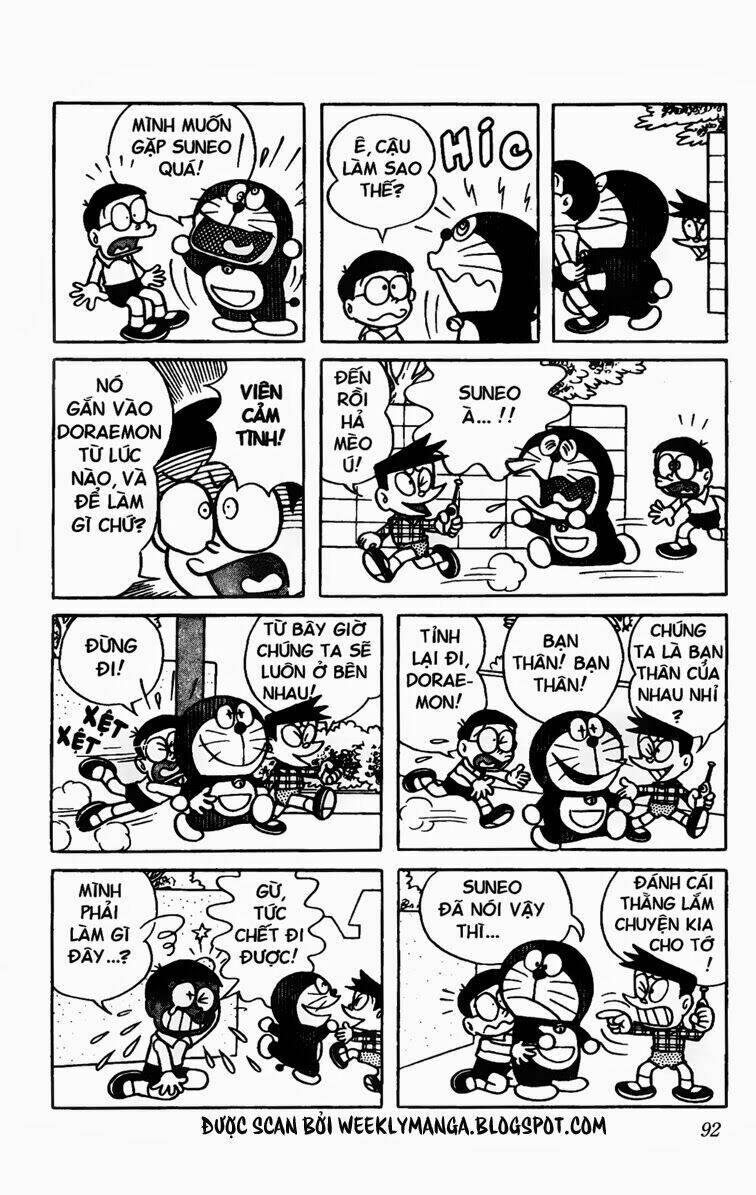 MÌNH MUỐN
GẶP SUNEO
QUÁ!
Ê, CẬU
LÀM SAO
THẾ?
HÍC
NÓ
GẮN VÀO
DORAEMON
TỪ LÚC
NÀO, VÀ
ĐỂ LÀM
GÌ CHỨ?
VIÊN
CẢM
TÌNH!
ĐẾN
RỒI
HẢ
MÈO
Ú!
SUNEO
À...!!
ĐỪNG
ĐI!
XỆT
XỆT
TỪ BÂY GIỜ
CHÚNG TA SẼ
LUÔN Ở BÊN
NHAU!
TỈNH
LẠI ĐI,
DORAE-
MON!
BẠN
THÂN! BẠN
THÂN!
CHÚNG
TA LÀ BẠN
THÂN CỦA
NHAU NHỈ
?
MÌNH
PHẢI
LÀM GÌ
ĐÂY...?
GỪ,
TỨC
CHẾT ĐI
ĐƯỢC!
SUNEO
ĐÃ NÓI VẬY
THÌ...
ĐÁNH CÁI
THẰNG LẮM
CHUYỆN KIA
CHO TỚ
!
ĐƯỢC SCAN BỞI WEEKLYMANGA.BLOGSPOT.COM
92